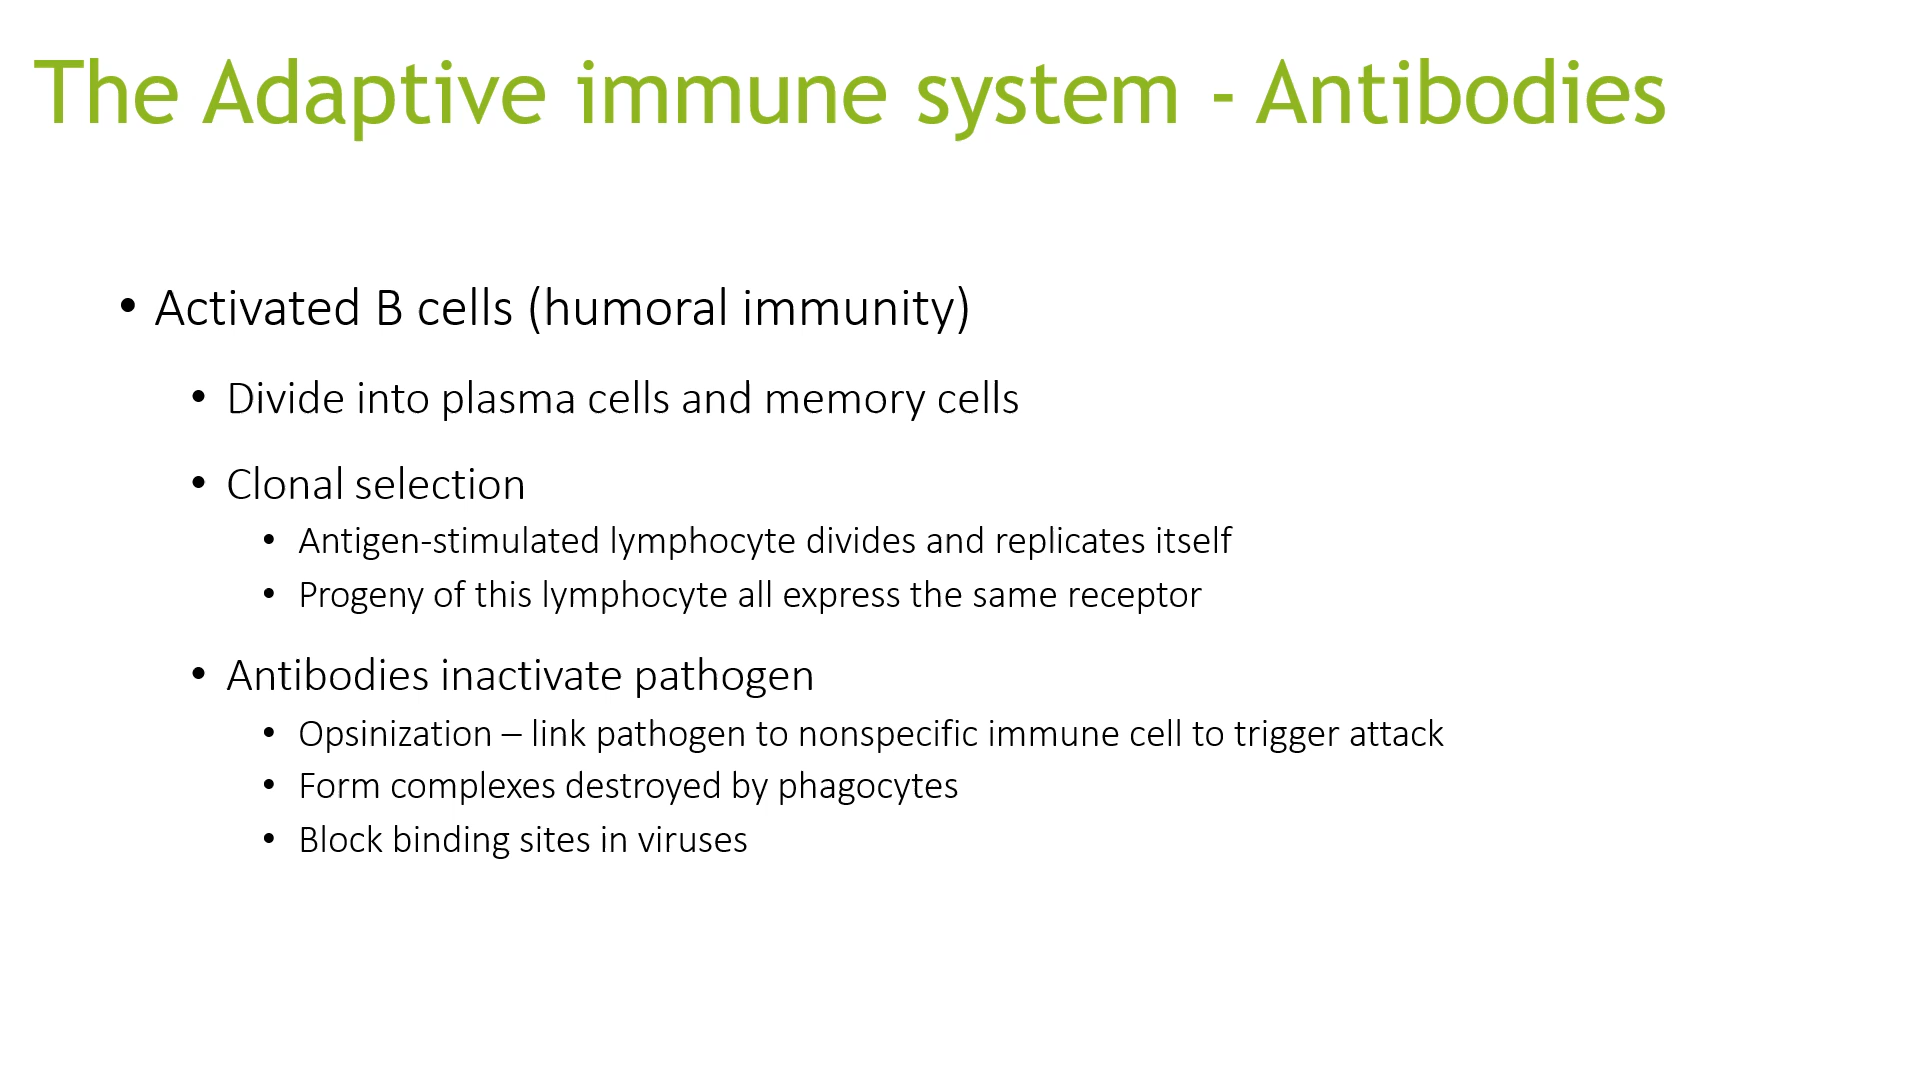 The Adaptive immune system - Antibodies
• Activated B cells (humoral immunity)
• Divide into plasma cells and memory cells
• Clonal selection
• Antigen-stimulated lymphocyte divides and replicates itself
• Progeny of this lymphocyte all express the same receptor
• Antibodies inactivate pathogen
• Opsinization – link pathogen to nonspecific immune cell to trigger attack
• Form complexes destroyed by phagocytes
• Block binding sites in viruses